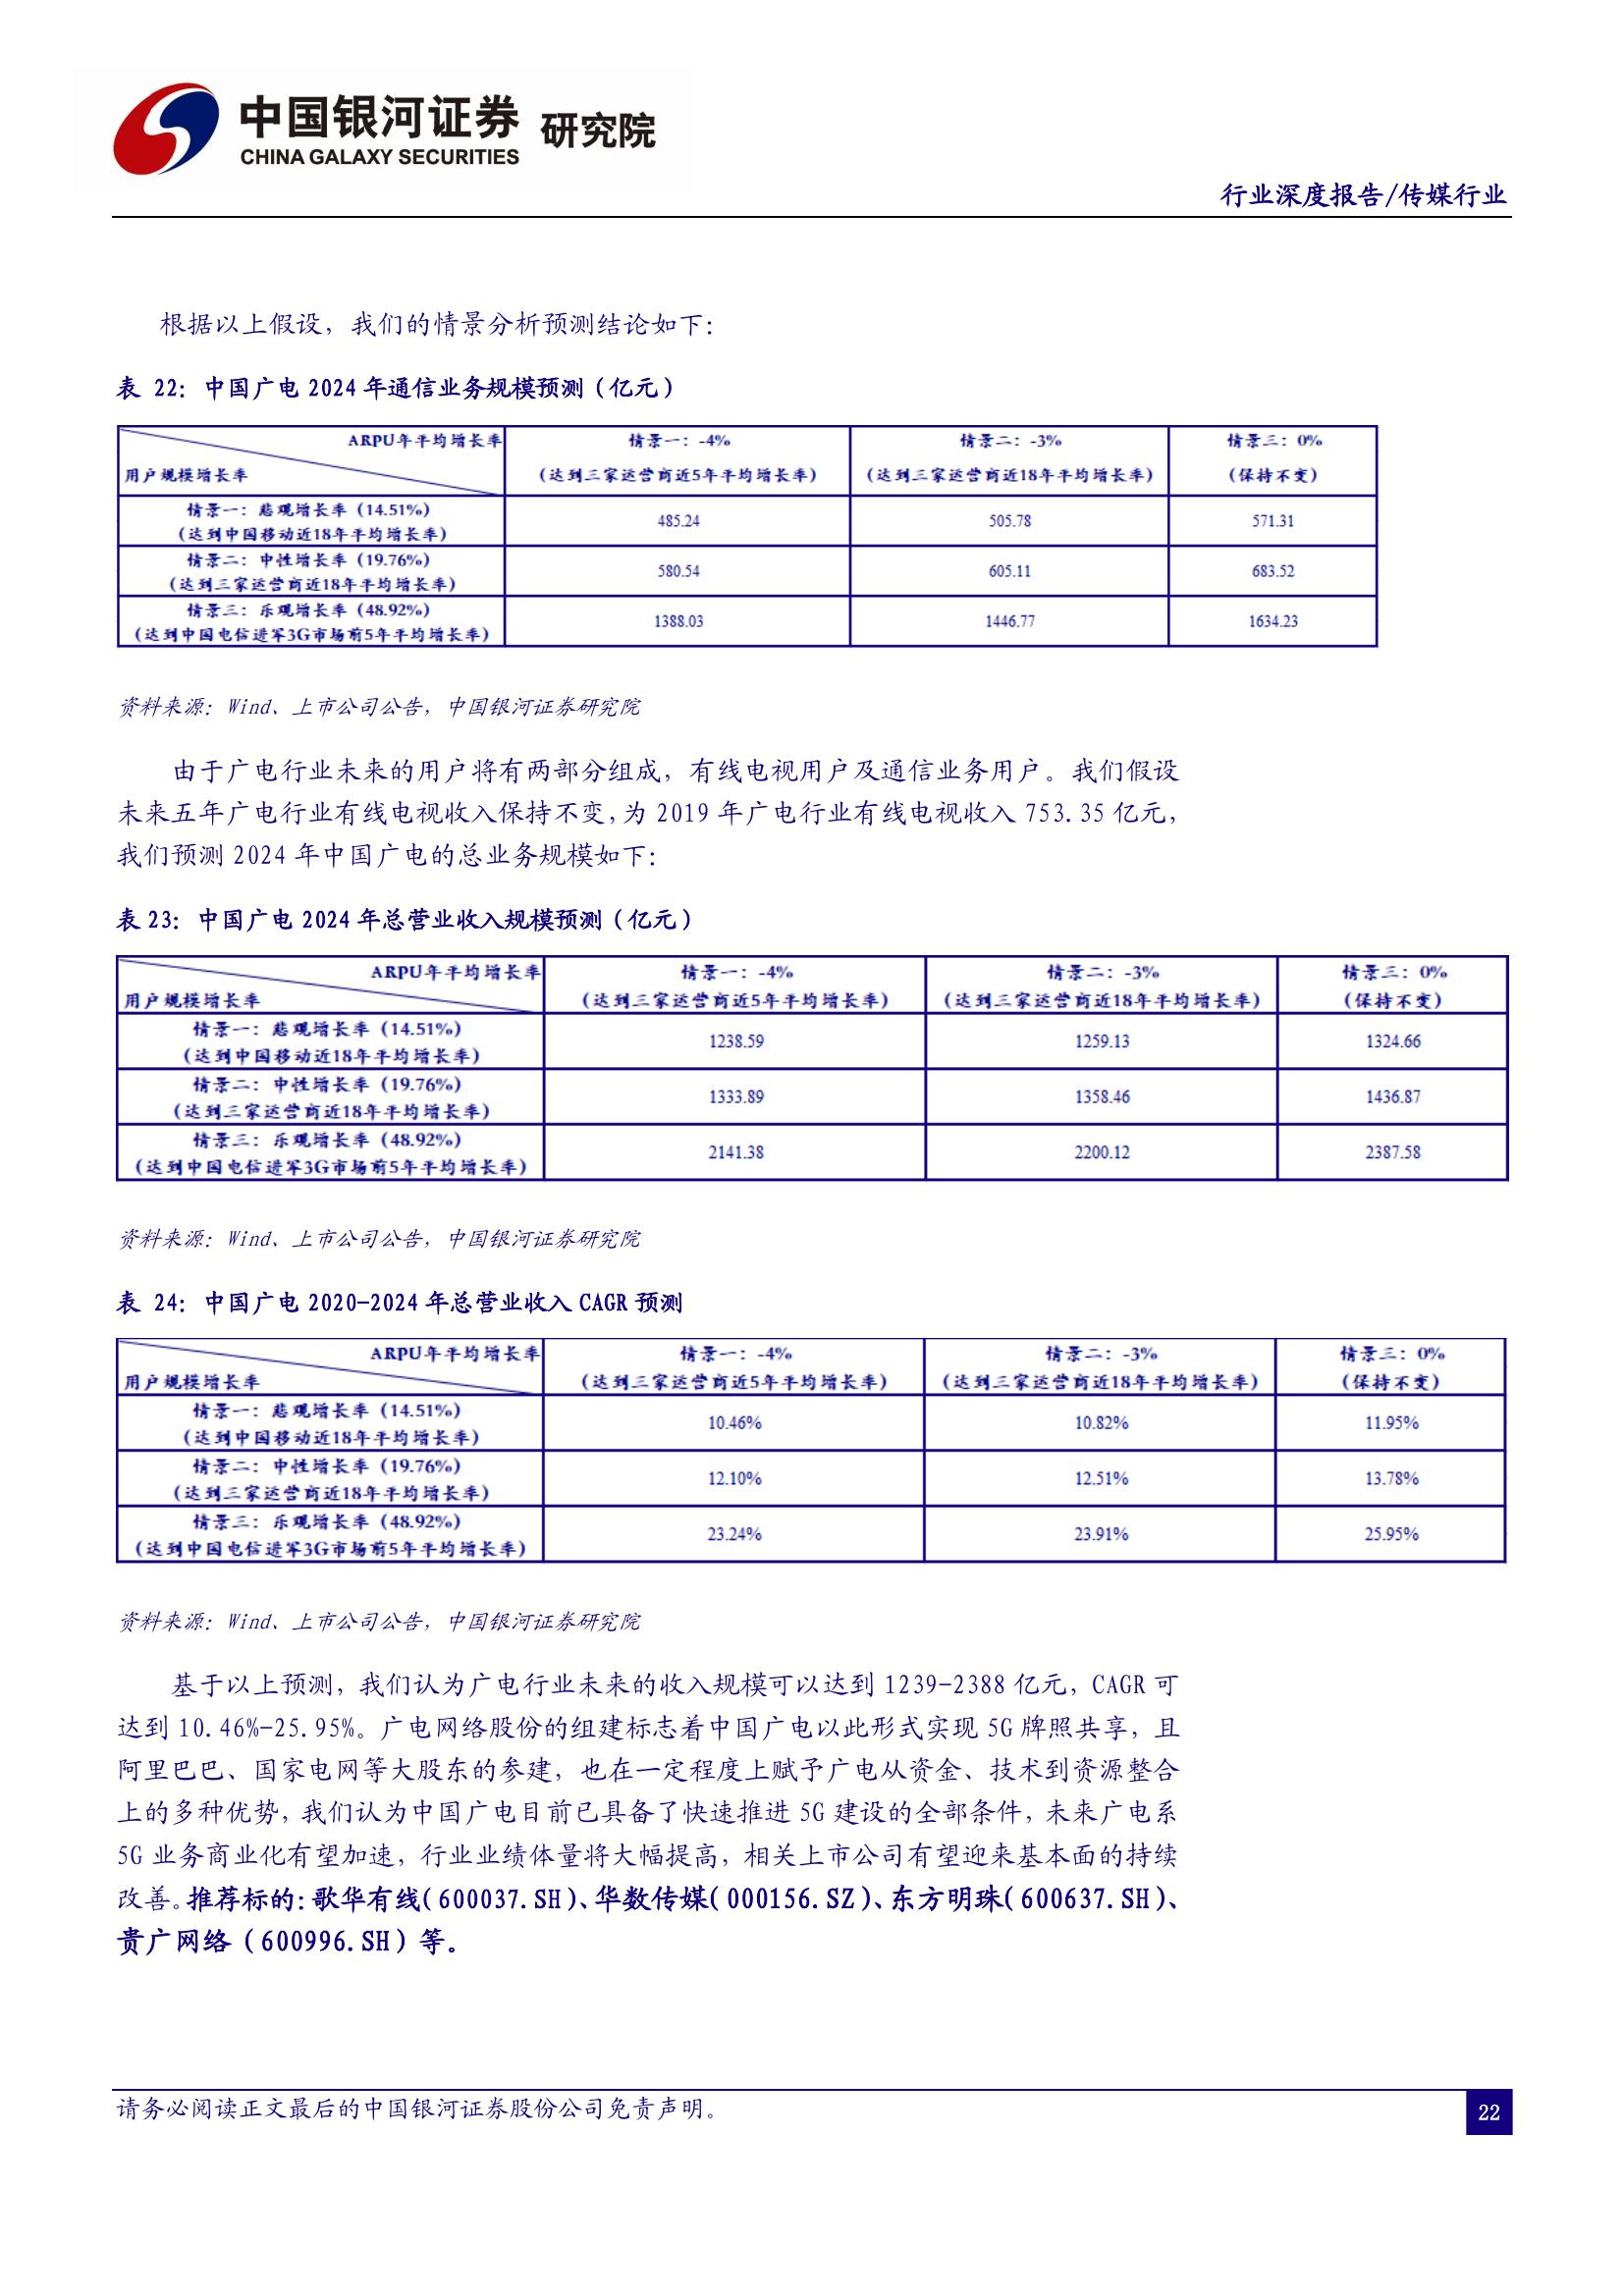 中国银河证券 研究院
CHINA GALAXY SECURITIES
行业深度报告/传媒行业
根据以上假设，我们的情景分析预测结论如下：
表 22：中国广电 2024 年通信业务规模预测（亿元）
ARPU年平均增长率 情景一：-4% 情景二：-3% 情景三：0%
用户规模增长率 （达到三家运营商近5年平均增长率） （达到三家运营商近18年平均增长率） （保持不变）
情景一：悲观增长率（14.51%）
（达到中国移动近18年平均增长率） 485.24 505.78 571.31
情景二：中性增长率（19.76%）
（达到三家运营商近18年平均增长率） 580.54 605.11 683.52
情景三：乐观增长率（48.92%）
（达到中国电信进军3G市场前5年平均增长率） 1388.03 1446.77 1634.23
资料来源：Wind、上市公司公告，中国银河证券研究院
由于广电行业未来的用户将有两部分组成，有线电视用户及通信业务用户。我们假设
未来五年广电行业有线电视收入保持不变，为 2019 年广电行业有线电视收入 753.35 亿元，
我们预测 2024 年中国广电的总业务规模如下：
表 23：中国广电 2024 年总营业收入规模预测（亿元）
ARPU年平均增长率 情景一：-4% 情景二：-3% 情景三：0%
用户规模增长率 （达到三家运营商近5年平均增长率） （达到三家运营商近18年平均增长率） （保持不变）
情景一：悲观增长率（14.51%）
（达到中国移动近18年平均增长率） 1238.59 1259.13 1324.66
情景二：中性增长率（19.76%）
（达到三家运营商近18年平均增长率） 1333.89 1358.46 1436.87
情景三：乐观增长率（48.92%）
（达到中国电信进军3G市场前5年平均增长率） 2141.38 2200.12 2387.58
资料来源：Wind、上市公司公告，中国银河证券研究院
表 24：中国广电 2020-2024 年总营业收入 CAGR 预测
ARPU年平均增长率 情景一：-4% 情景二：-3% 情景三：0%
用户规模增长率 （达到三家运营商近5年平均增长率） （达到三家运营商近18年平均增长率） （保持不变）
情景一：悲观增长率（14.51%）
（达到中国移动近18年平均增长率） 10.46% 10.82% 11.95%
情景二：中性增长率（19.76%）
（达到三家运营商近18年平均增长率） 12.10% 12.51% 13.78%
情景三：乐观增长率（48.92%）
（达到中国电信进军3G市场前5年平均增长率） 23.24% 23.91% 25.95%
资料来源：Wind、上市公司公告，中国银河证券研究院
基于以上预测，我们认为广电行业未来的收入规模可以达到 1239-2388 亿元，CAGR 可
达到 10.46%-25.95%。广电网络股份的组建标志着中国广电以此形式实现 5G 牌照共享，且
阿里巴巴、国家电网等大股东的参建，也在一定程度上赋予广电从资金、技术到资源整合
上的多种优势，我们认为中国广电目前已具备了快速推进 5G 建设的全部条件，未来广电系
5G 业务商业化有望加速，行业业绩体量将大幅提高，相关上市公司有望迎来基本面的持续
改善。推荐标的：歌华有线（600037.SH）、华数传媒（000156.SZ）、东方明珠（600637.SH）、
贵广网络（600996.SH）等。
请务必阅读正文最后的中国银河证券股份公司免责声明。
22